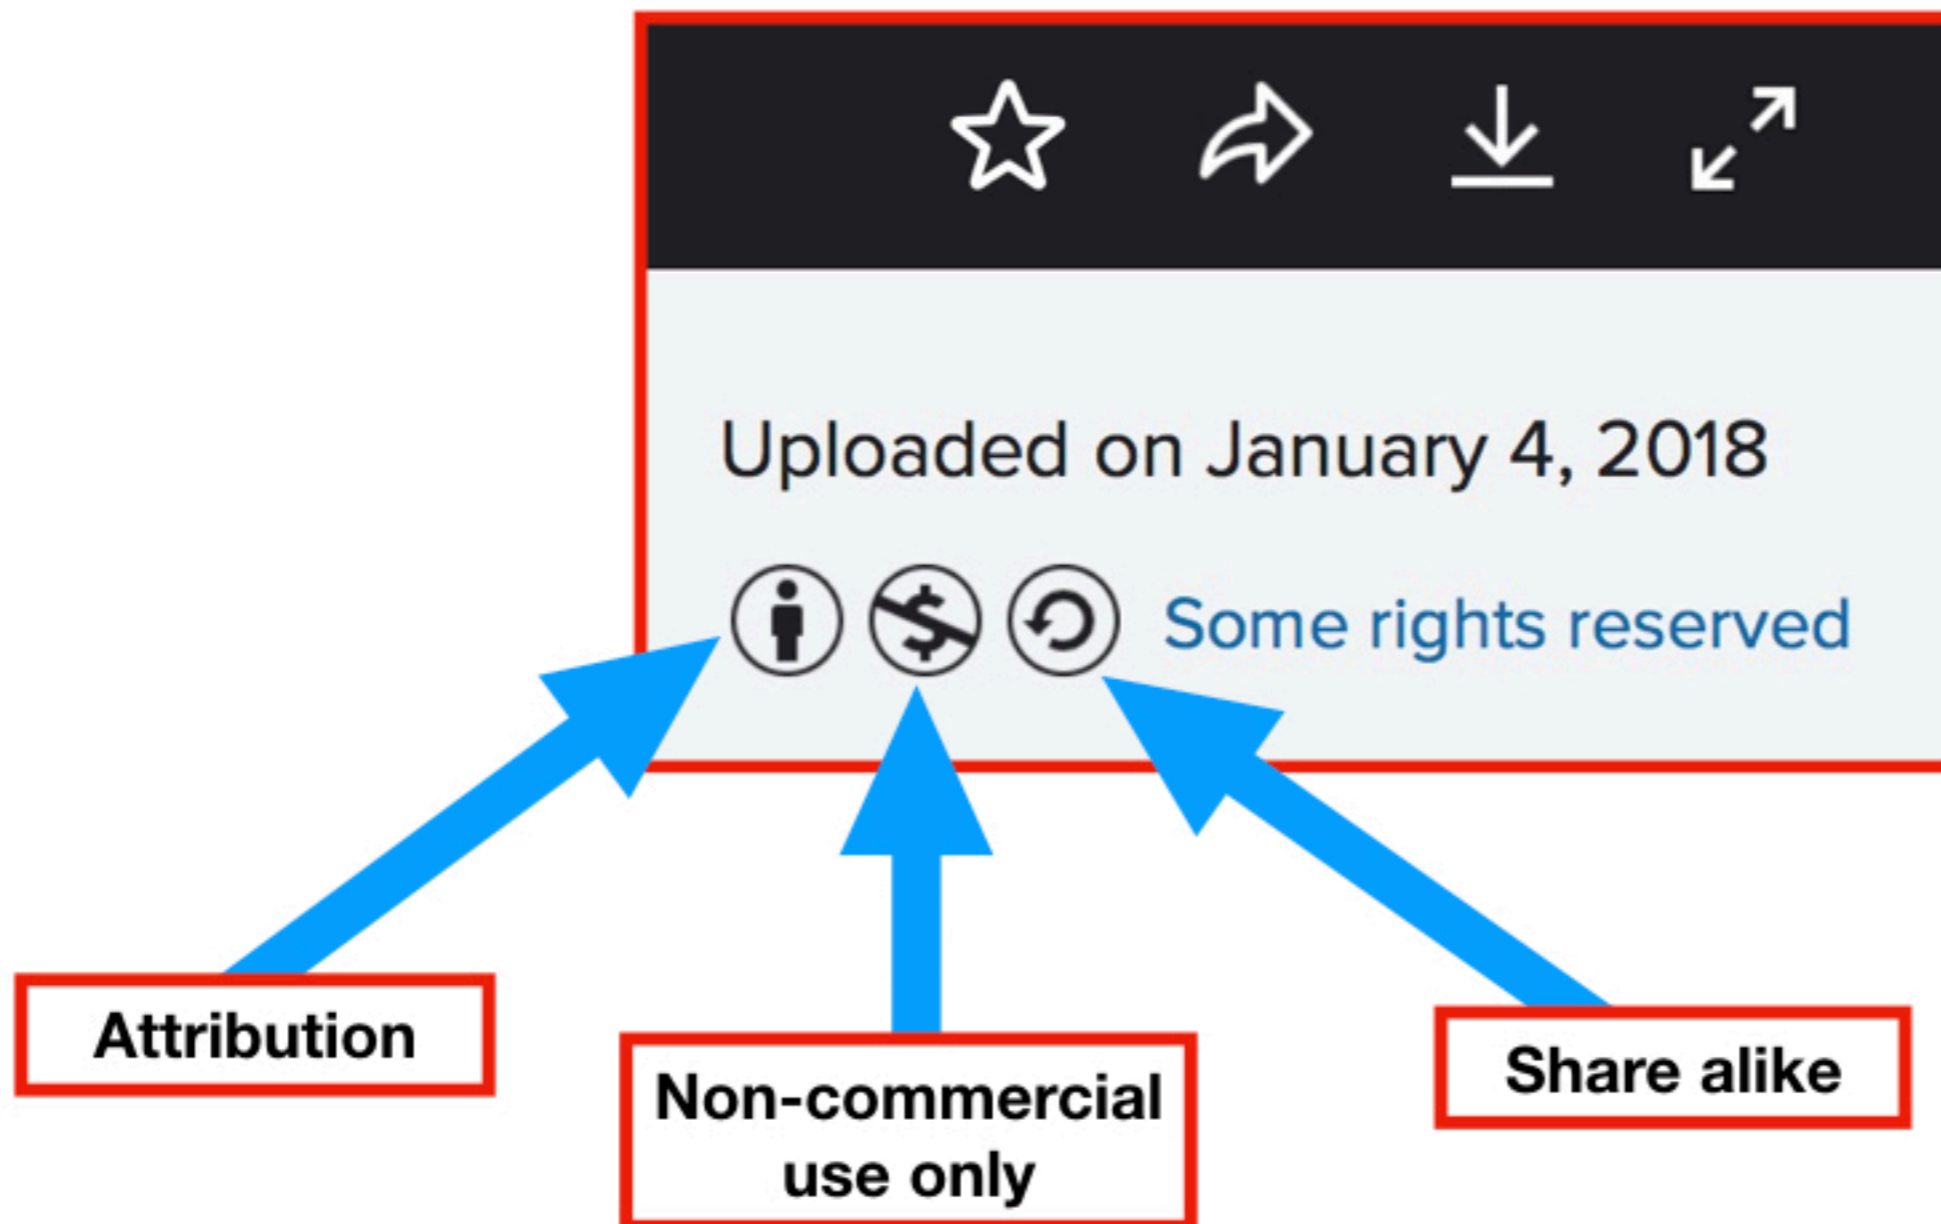 Uploaded on January 4, 2018
Some rights reserved
Attribution
Non-commercial
use only
Share alike